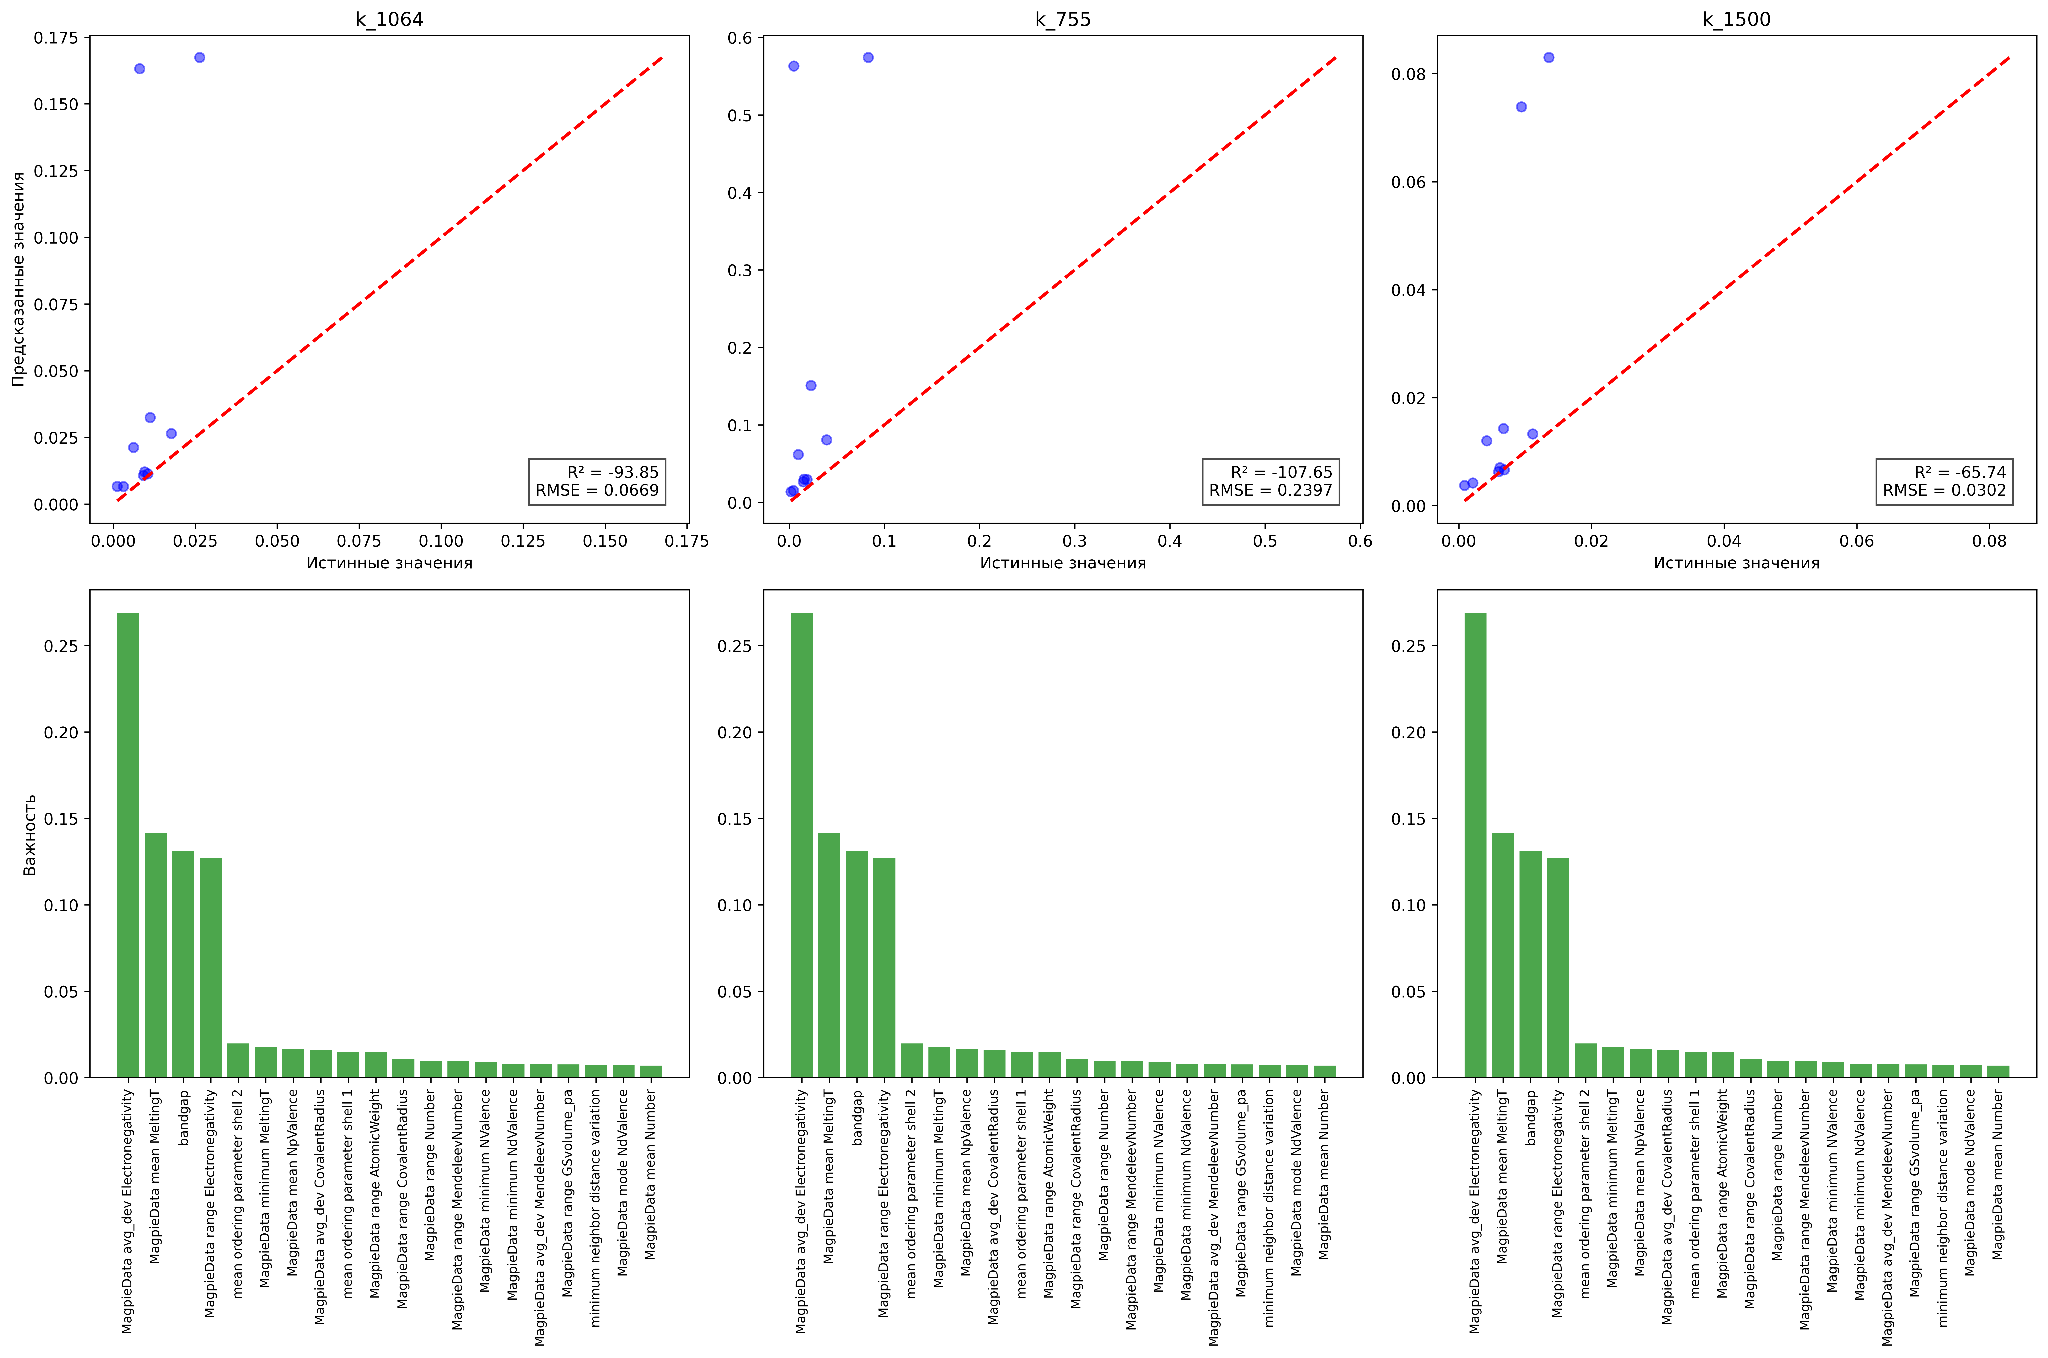 k_1064
k_755
k_1500
Предсказанные значения
0.175
0.150
0.125
0.100
0.075
0.050
0.025
0.000
R² = -93.85
RMSE = 0.0669
0.000 0.025 0.050 0.075 0.100 0.125 0.150 0.175
Истинные значения
0.6
0.5
0.4
0.3
0.2
0.1
0.0
R² = -107.65
RMSE = 0.2397
0.0 0.1 0.2 0.3 0.4 0.5 0.6
Истинные значения
0.08
0.06
0.04
0.02
0.00
R² = -65.74
RMSE = 0.0302
0.00 0.02 0.04 0.06 0.08
Истинные значения
Важность
0.25
0.20
0.15
0.10
0.05
0.00
MagpieData avg_dev Electronegativity
MagpieData mean MeltingT
bandgap
MagpieData range Electronegativity
mean ordering parameter shell 2
MagpieData minimum MeltingT
MagpieData mean NpValence
MagpieData avg_dev CovalentRadius
mean ordering parameter shell 1
MagpieData range AtomicWeight
MagpieData range CovalentRadius
MagpieData range Number
MagpieData range MendeleevNumber
MagpieData minimum NValence
MagpieData minimum NdValence
MagpieData avg_dev MendeleevNumber
MagpieData range GSvolume_pa
minimum neighbor distance variation
MagpieData mode NdValence
MagpieData mean Number
0.25
0.20
0.15
0.10
0.05
0.00
MagpieData avg_dev Electronegativity
MagpieData mean MeltingT
bandgap
MagpieData range Electronegativity
mean ordering parameter shell 2
MagpieData minimum MeltingT
MagpieData mean NpValence
MagpieData avg_dev CovalentRadius
mean ordering parameter shell 1
MagpieData range AtomicWeight
MagpieData range CovalentRadius
MagpieData range Number
MagpieData range MendeleevNumber
MagpieData minimum NValence
MagpieData minimum NdValence
MagpieData avg_dev MendeleevNumber
MagpieData range GSvolume_pa
minimum neighbor distance variation
MagpieData mode NdValence
MagpieData mean Number
0.25
0.20
0.15
0.10
0.05
0.00
MagpieData avg_dev Electronegativity
MagpieData mean MeltingT
bandgap
MagpieData range Electronegativity
mean ordering parameter shell 2
MagpieData minimum MeltingT
MagpieData mean NpValence
MagpieData avg_dev CovalentRadius
mean ordering parameter shell 1
MagpieData range AtomicWeight
MagpieData range CovalentRadius
MagpieData range Number
MagpieData range MendeleevNumber
MagpieData minimum NValence
MagpieData minimum NdValence
MagpieData avg_dev MendeleevNumber
MagpieData range GSvolume_pa
minimum neighbor distance variation
MagpieData mode NdValence
MagpieData mean Number